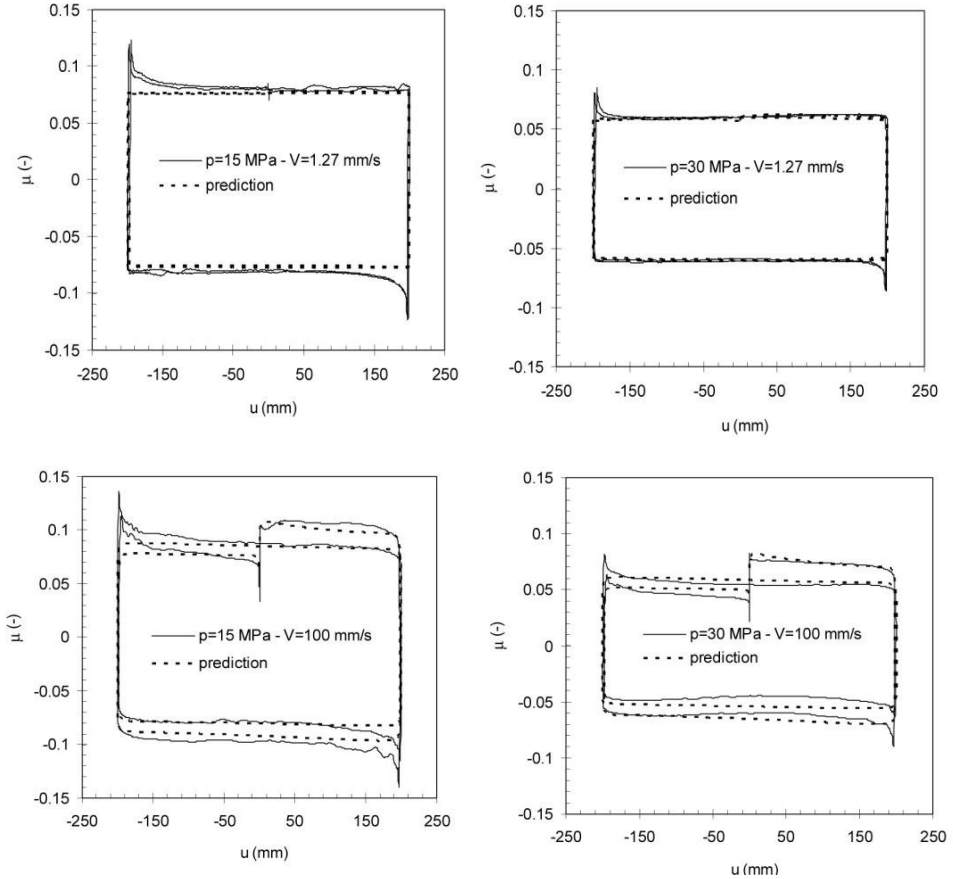 0.15
0.1
0.05
0
-0.05
-0.1
-0.15
μ (-)
p=15 MPa - V=1.27 mm/s
prediction
-250 -150 -50 50 150 250
u (mm)
0.15
0.1
0.05
0
-0.05
-0.1
-0.15
μ (-)
p=30 MPa - V=1.27 mm/s
prediction
-250 -150 -50 50 150 250
u (mm)
0.15
0.1
0.05
0
-0.05
-0.1
-0.15
μ (-)
p=15 MPa - V=100 mm/s
prediction
-250 -150 -50 50 150 250
u (mm)
0.15
0.1
0.05
0
-0.05
-0.1
-0.15
μ (-)
p=30 MPa - V=100 mm/s
prediction
-250 -150 -50 50 150 250
u (mm)